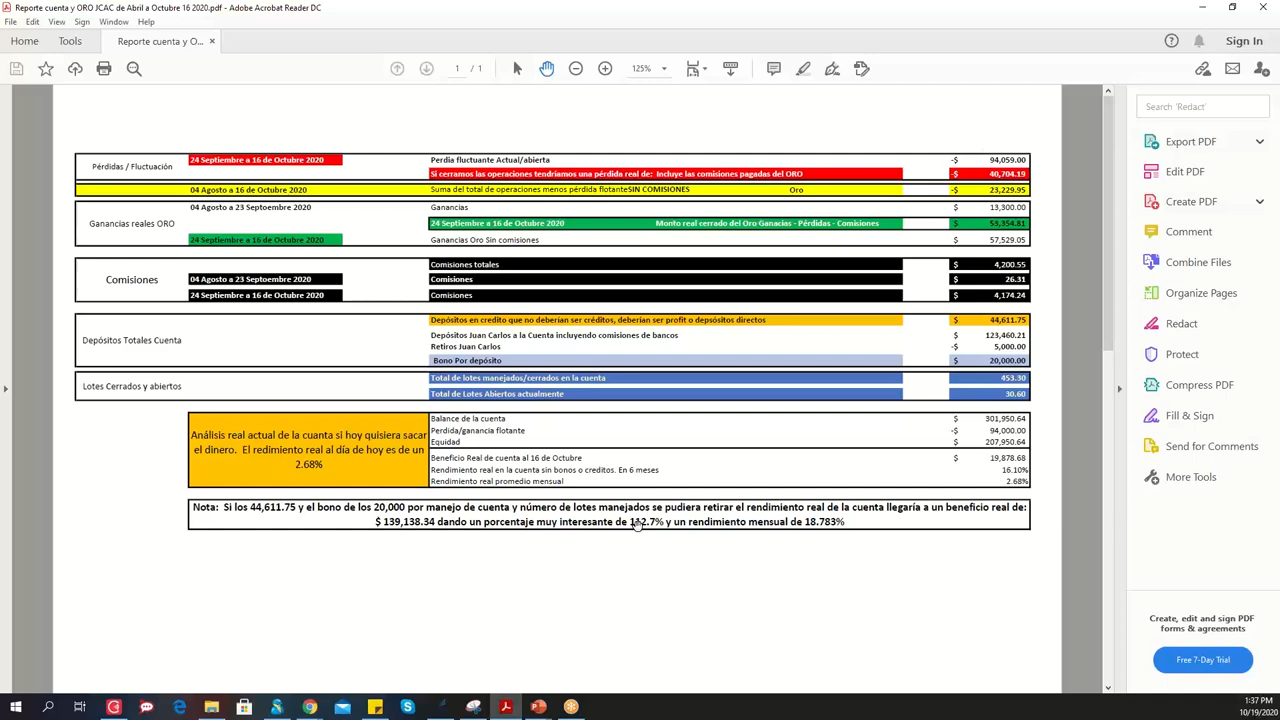 Reporte cuenta y ORO JCAC de Abril a Octubre 16 2020.pdf - Adobe Acrobat Reader DC
File Edit View Sign Window Help
Home Tools Reporte cuenta y O... × Sign In
1 / 1 125%
Search 'Redact'
Pérdidas / Fluctuación
24 Septiembre a 16 de Octubre 2020 Perdia fluctuante Actual/abierta -$ 94,059.00
Si cerramos las operaciones tendríamos una pérdida real de: Incluye las comisiones pagadas del ORO -$ 40,704.19
04 Agosto a 16 de Octubre 2020 Suma del total de operaciones menos pérdida flotanteSIN COMISIONES Oro -$ 23,229.95
Ganancias reales ORO
04 Agosto a 23 Septoembre 2020 Ganancias $ 13,300.00
24 Septiembre a 16 de Octubre 2020 Monto real cerrado del Oro Ganacias - Pérdidas - Comisiones $ 53,354.81
24 Septiembre a 16 de Octubre 2020 Ganancias Oro Sin comisiones $ 57,529.05
Comisiones
Comisiones totales $ 4,200.55
04 Agosto a 23 Septoembre 2020 Comisiones $ 26.31
24 Septiembre a 16 de Octubre 2020 Comisiones $ 4,174.24
Depósitos Totales Cuenta
Depósitos en credito que no deberían ser créditos, deberían ser profit o depsósitos directos $ 44,611.75
Depósitos Juan Carlos a la Cuenta incluyendo comisiones de bancos $ 123,460.21
Retiros Juan Carlos -$ 5,000.00
Bono Por depósito $ 20,000.00
Lotes Cerrados y abiertos
Total de lotes manejados/cerrados en la cuenta 453.30
Total de Lotes Abiertos actualmente 30.60
Análisis real actual de la cuanta si hoy quisiera sacar
el dinero. El redimiento real al día de hoy es de un
2.68%
Balance de la cuenta $ 301,950.64
Perdida/ganancia flotante -$ 94,000.00
Equidad $ 207,950.64
Beneficio Real de cuenta al 16 de Octubre $ 19,878.68
Rendimiento real en la cuenta sin bonos o creditos. En 6 meses 16.10%
Rendimiento real promedio mensual 2.68%
Nota: Si los 44,611.75 y el bono de los 20,000 por manejo de cuenta y número de lotes manejados se pudiera retirar el rendimiento real de la cuenta llegaría a un beneficio real de:
$ 139,138.34 dando un porcentaje muy interesante de 112.7% y un rendimiento mensual de 18.783%
Export PDF
Edit PDF
Create PDF
Comment
Combine Files
Organize Pages
Redact
Protect
Compress PDF
Fill & Sign
Send for Comments
More Tools
Create, edit and sign PDF
forms & agreements
Free 7-Day Trial
1:37 PM
10/19/2020